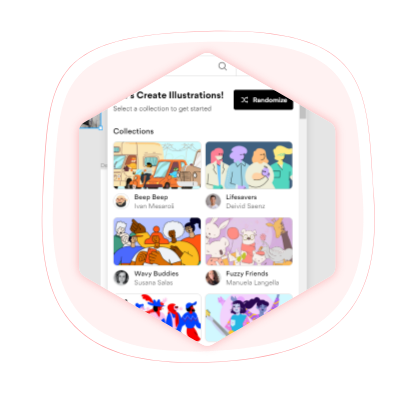 's Create Illustrations!
Select a collection to get started
Randomize
Collections
Beep Beep
Ivan Mesaroš
Lifesavers
Deivid Saenz
Wavy Buddies
Susana Salas
Fuzzy Friends
Manuela Langella